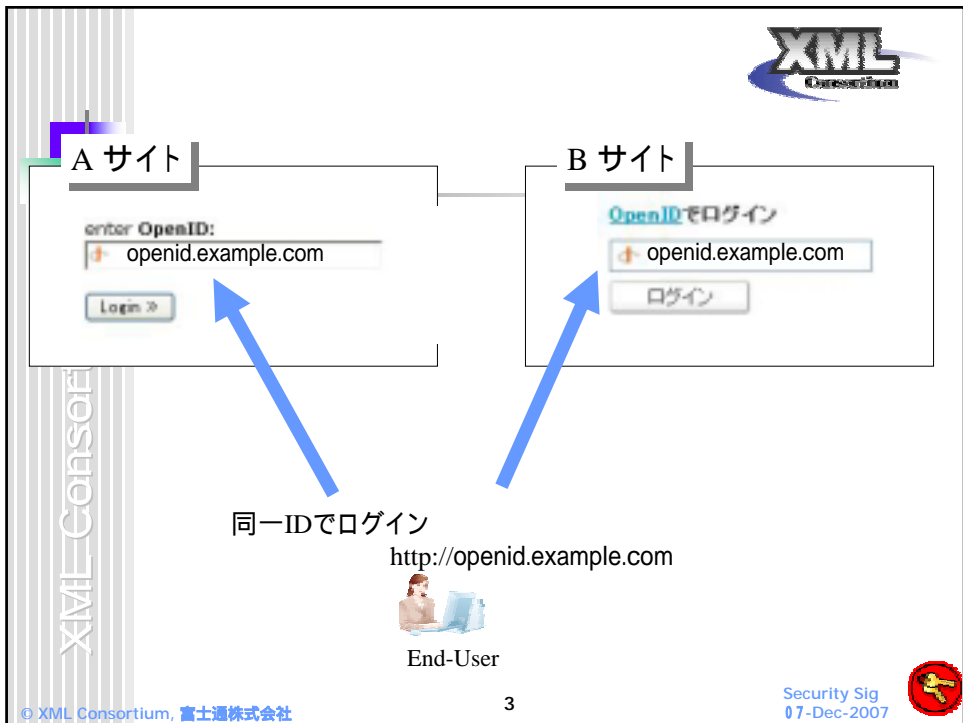 XML
Consortium
A サイト
enter OpenID:
openid.example.com
Login »
B サイト
OpenIDでログイン
openid.example.com
ログイン
同一IDでログイン
http://openid.example.com
End-User
XML Consort
© XML Consortium, 富士通株式会社
3
Security Sig
07-Dec-2007